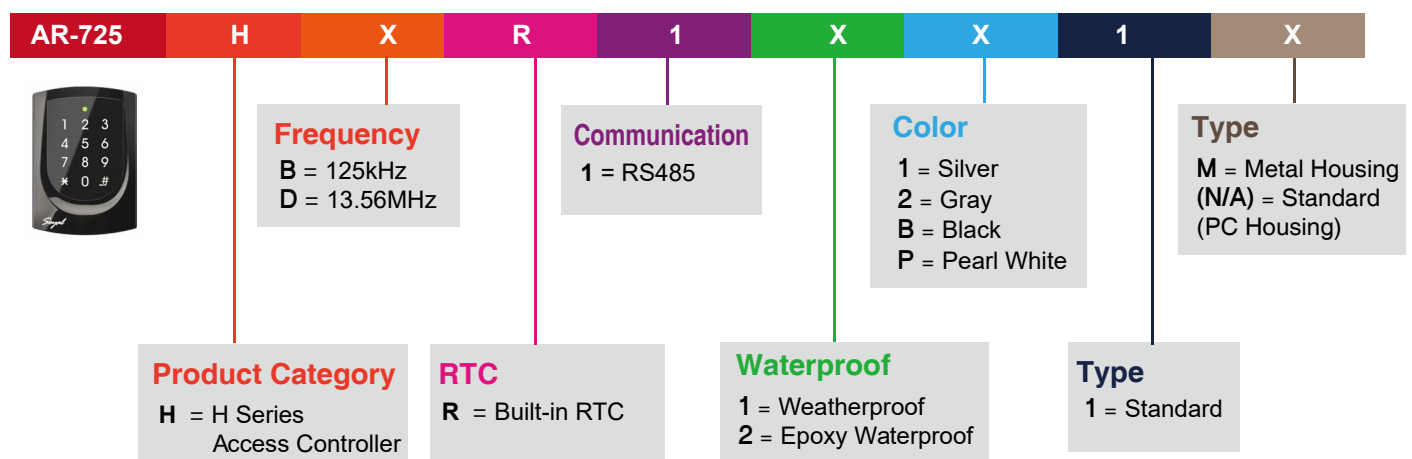 AR-725 H X R 1 X X 1 X
1 2 3
4 5 6
7 8 9
* 0 #
Soyal
Frequency
B = 125kHz
D = 13.56MHz
Communication
1 = RS485
Color
1 = Silver
2 = Gray
B = Black
P = Pearl White
Type
M = Metal Housing
(N/A) = Standard
(PC Housing)
Product Category
H = H Series
Access Controller
RTC
R = Built-in RTC
Waterproof
1 = Weatherproof
2 = Epoxy Waterproof
Type
1 = Standard